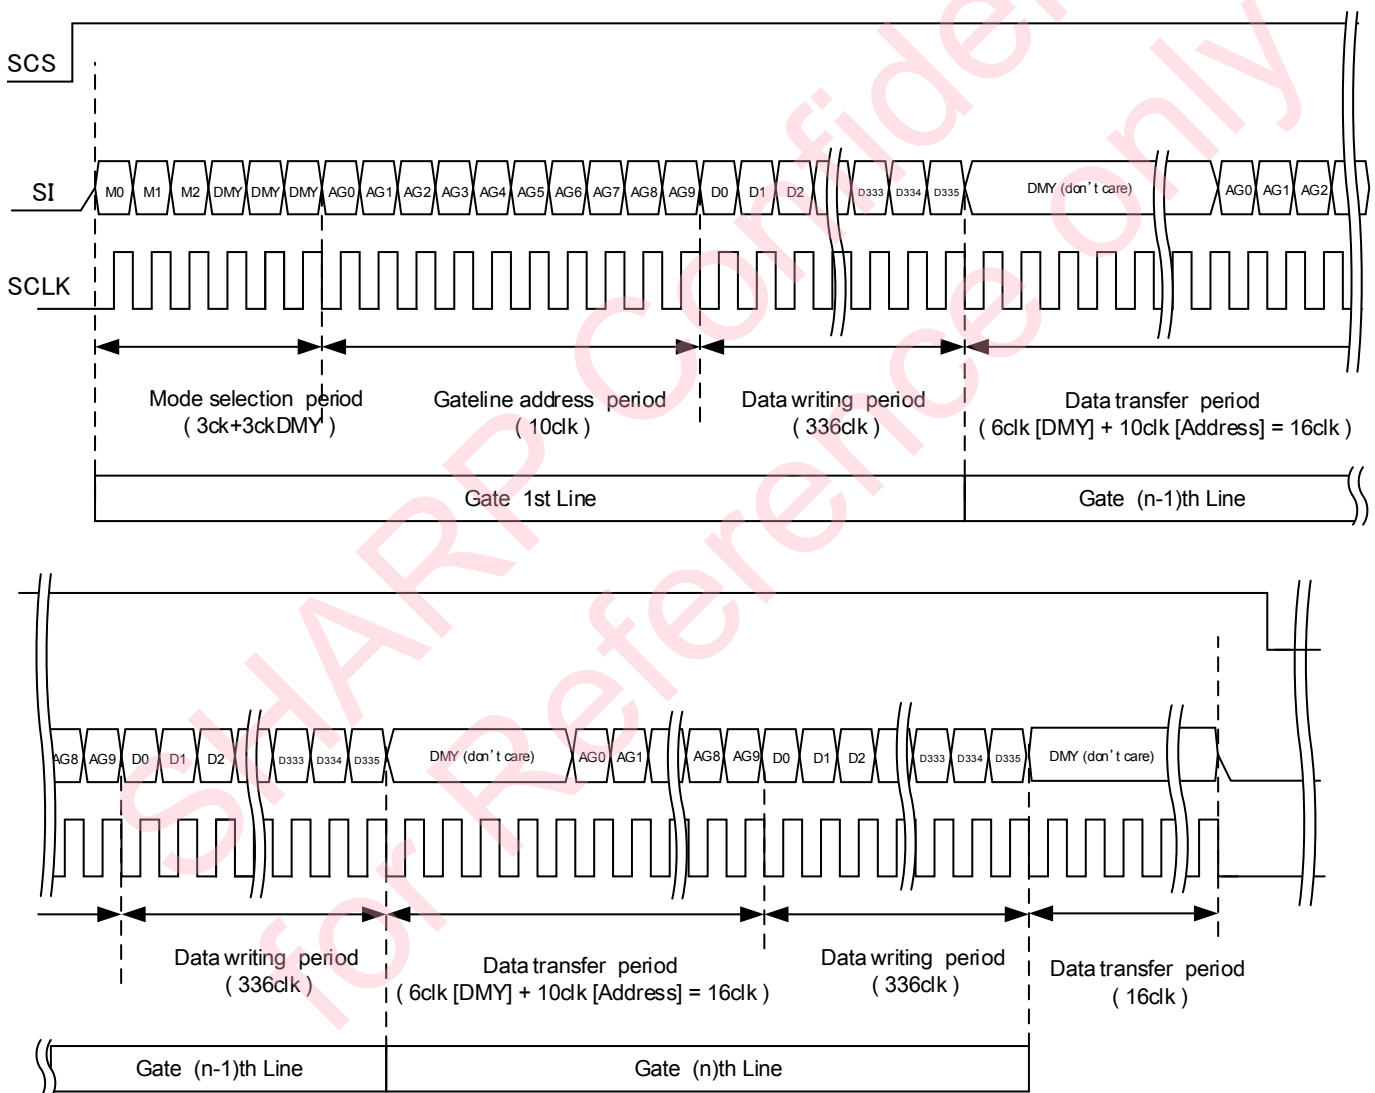 SCS
SI
M0 M1 M2 DMY DMY DMY AG0 AG1 AG2 AG3 AG4 AG5 AG6 AG7 AG8 AG9 D0 D1 D2 D333 D334 D335 DMY (don't care) AG0 AG1 AG2
SCLK
Mode selection period
( 3ck+3ckDMY )
Gateline address period
( 10clk )
Data writing period
( 336clk )
Data transfer period
( 6clk [DMY] + 10clk [Address] = 16clk )
Gate 1st Line
Gate (n-1)th Line
AG8 AG9 D0 D1 D2 D333 D334 D335 DMY (don't care) AG0 AG1 AG8 AG9 D0 D1 D2 D333 D334 D335 DMY (don't care)
Data writing period
( 336clk )
Data transfer period
( 6clk [DMY] + 10clk [Address] = 16clk )
Data writing period
( 336clk )
Data transfer period
( 16clk )
Gate (n-1)th Line
Gate (n)th Line
SHARP Confide
for Reference only